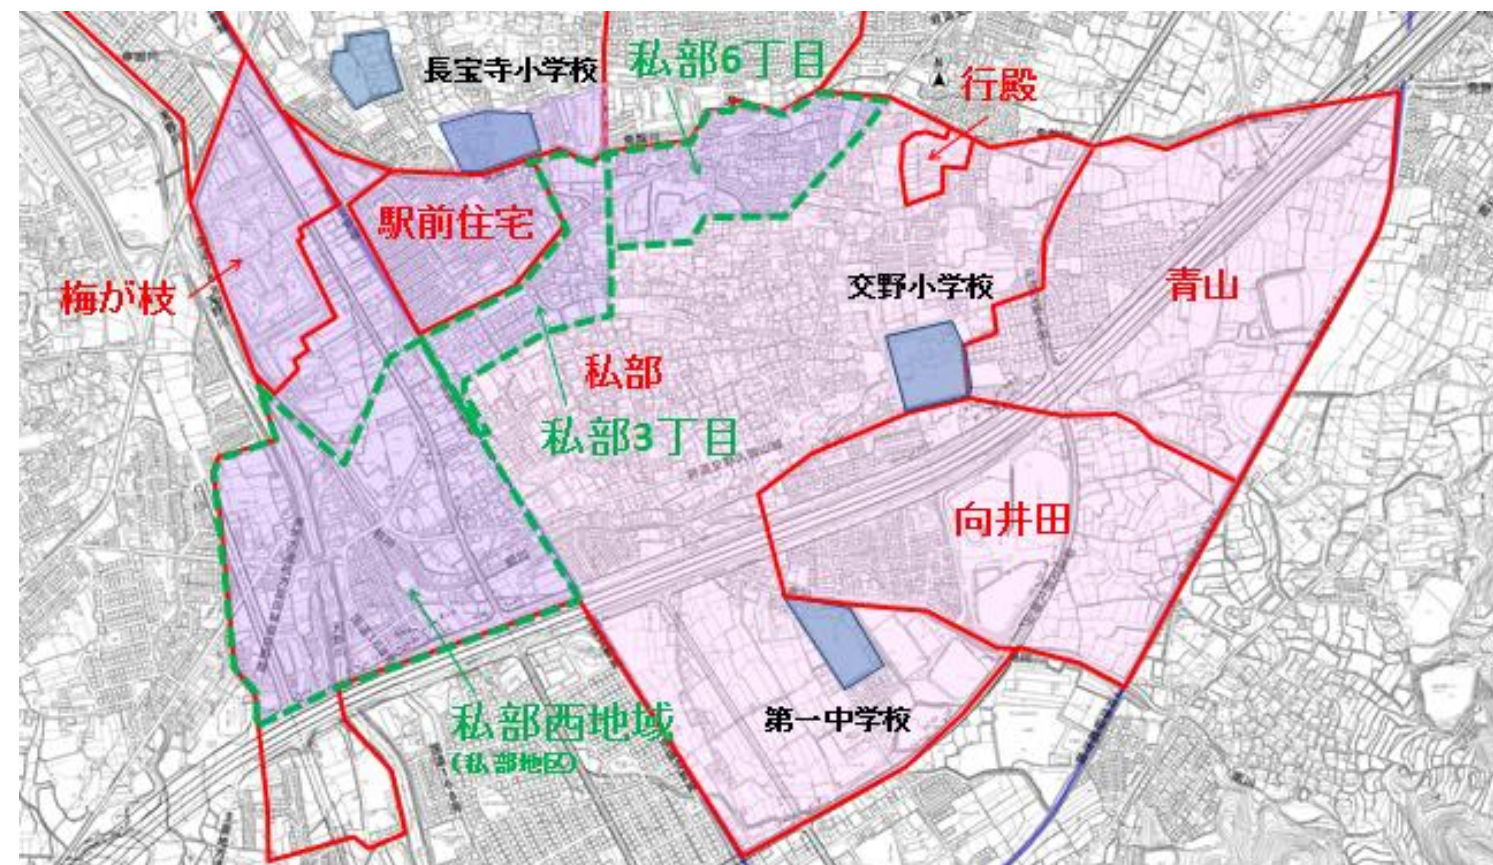 私部6丁目
長宝寺小学校
行殿
駅前住宅
交野小学校
青山
梅が枝
私部
私部3丁目
向井田
私部西地域
(私部地区)
第一中学校